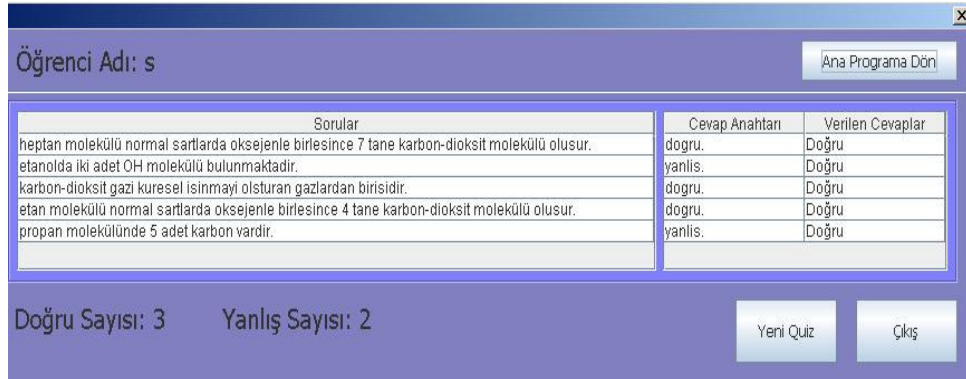 X
Öğrenci Adı: s
Ana Programa Dön
Sorular Cevap Anahtarı Verilen Cevaplar
heptan molekülü normal sartlarda oksejenle birlesince 7 tane karbon-dioksit molekülü olusur. dogru. Doğru
etanolda iki adet OH molekülü bulunmaktadir. yanlis. Doğru
karbon-dioksit gazi kuresel isinmayi olsturan gazlardan birisidir. dogru. Doğru
etan molekülü normal sartlarda oksejenle birlesince 4 tane karbon-dioksit molekülü olusur. dogru. Doğru
propan molekülünde 5 adet karbon vardir. yanlis. Doğru
Doğru Sayısı: 3 Yanlış Sayısı: 2
Yeni Quiz Çıkış